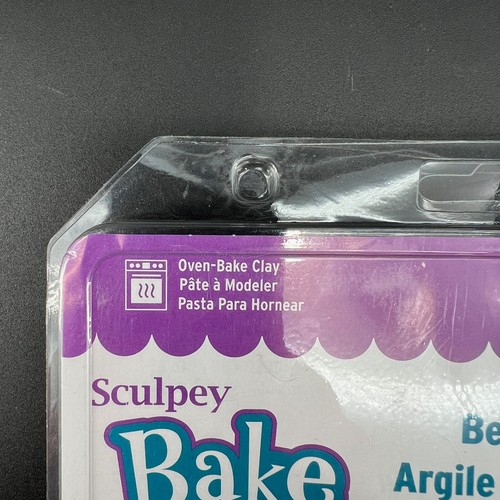 Oven-Bake Clay
Pâte à Modeler
Pasta Para Hornear
Sculpey
Bake
Be
Argile